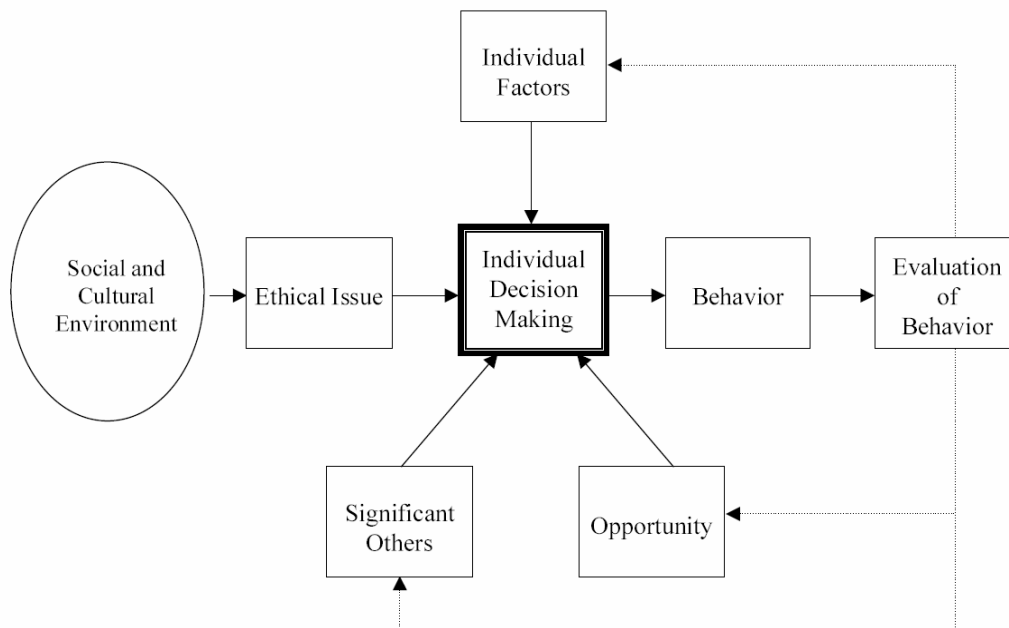 Individual
Factors
Social and
Cultural
Environment
Ethical Issue
Individual
Decision
Making
Behavior
Evaluation
of
Behavior
Significant
Others
Opportunity